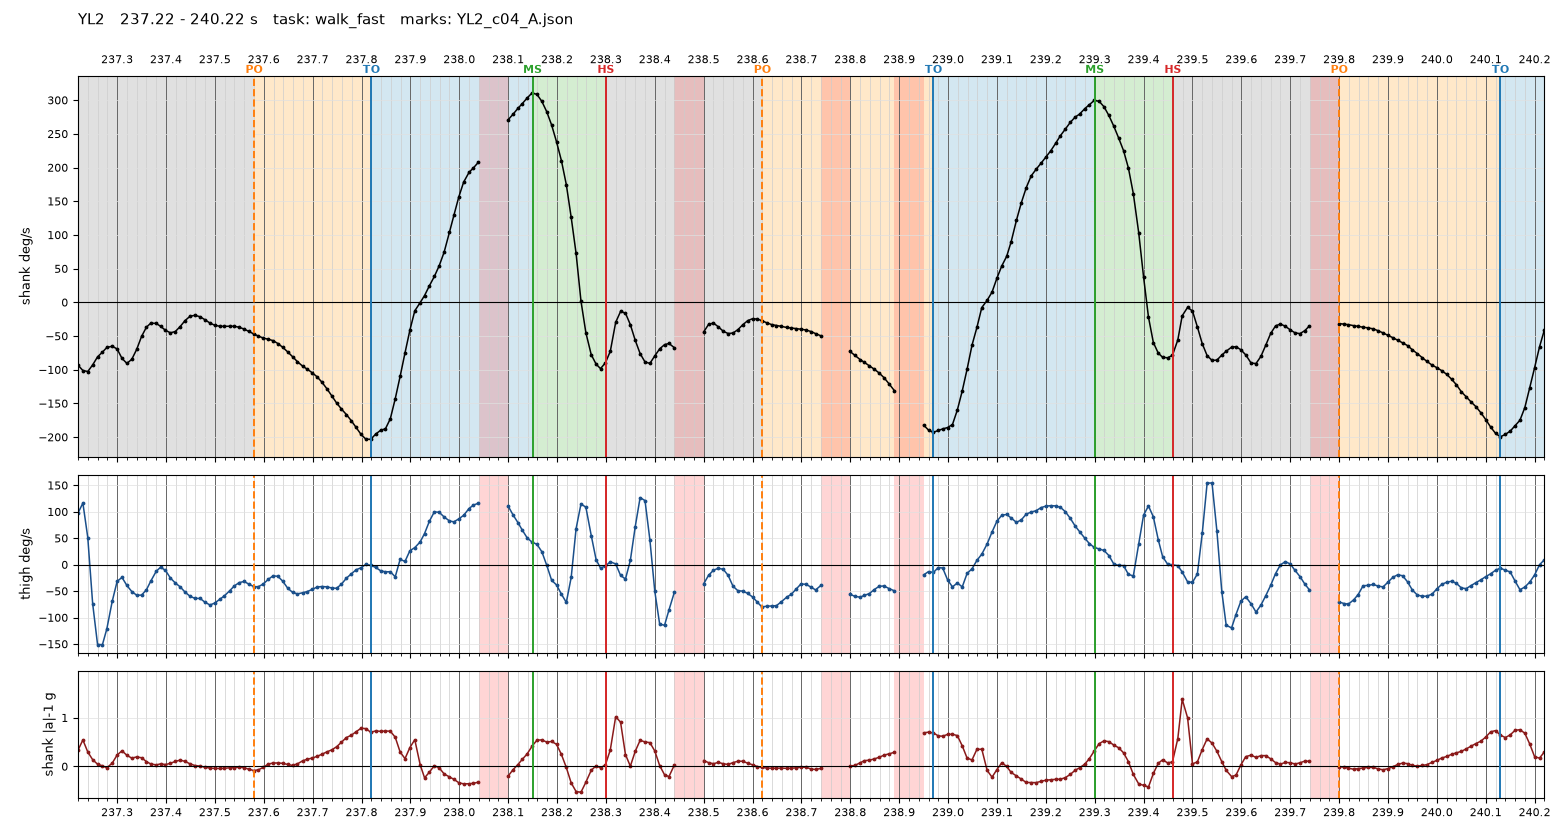 YL2   237.22 - 240.22 s   task: walk_fast   marks: YL2_c04_A.json
237.3 237.4 237.5 237.6 237.7 237.8 237.9 238.0 238.1 238.2 238.3 238.4 238.5 238.6 238.7 238.8 238.9 239.0 239.1 239.2 239.3 239.4 239.5 239.6 239.7 239.8 239.9 240.0 240.1 240.2
PO TO MS HS PO TO MS HS PO TO
shank deg/s
300
250
200
150
100
50
0
−50
−100
−150
−200
thigh deg/s
150
100
50
0
−50
−100
−150
shank |a|-1 g
1
0
237.3 237.4 237.5 237.6 237.7 237.8 237.9 238.0 238.1 238.2 238.3 238.4 238.5 238.6 238.7 238.8 238.9 239.0 239.1 239.2 239.3 239.4 239.5 239.6 239.7 239.8 239.9 240.0 240.1 240.2